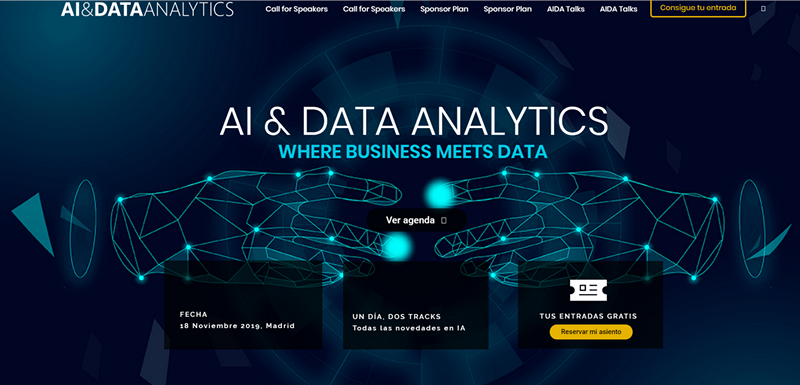 AI&DATAANALYTICS
Call for Speakers
Call for Speakers
Sponsor Plan
Sponsor Plan
AIDA Talks
AIDA Talks
Consigue tu entrada
AI & DATA ANALYTICS
WHERE BUSINESS MEETS DATA
Ver agenda
FECHA
18 Noviembre 2019, Madrid
UN DÍA, DOS TRACKS
Todas las novedades en IA
TUS ENTRADAS GRATIS
Reservar mi asiento